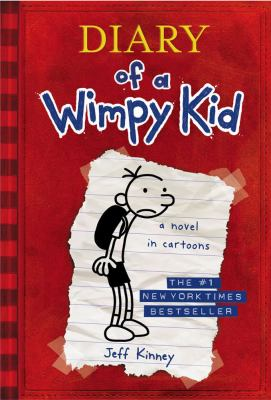 DIARY
of a
Wimpy Kid
a novel
in cartoons
THE #1
NEW YORK TIMES
BESTSELLER
Jeff Kinney